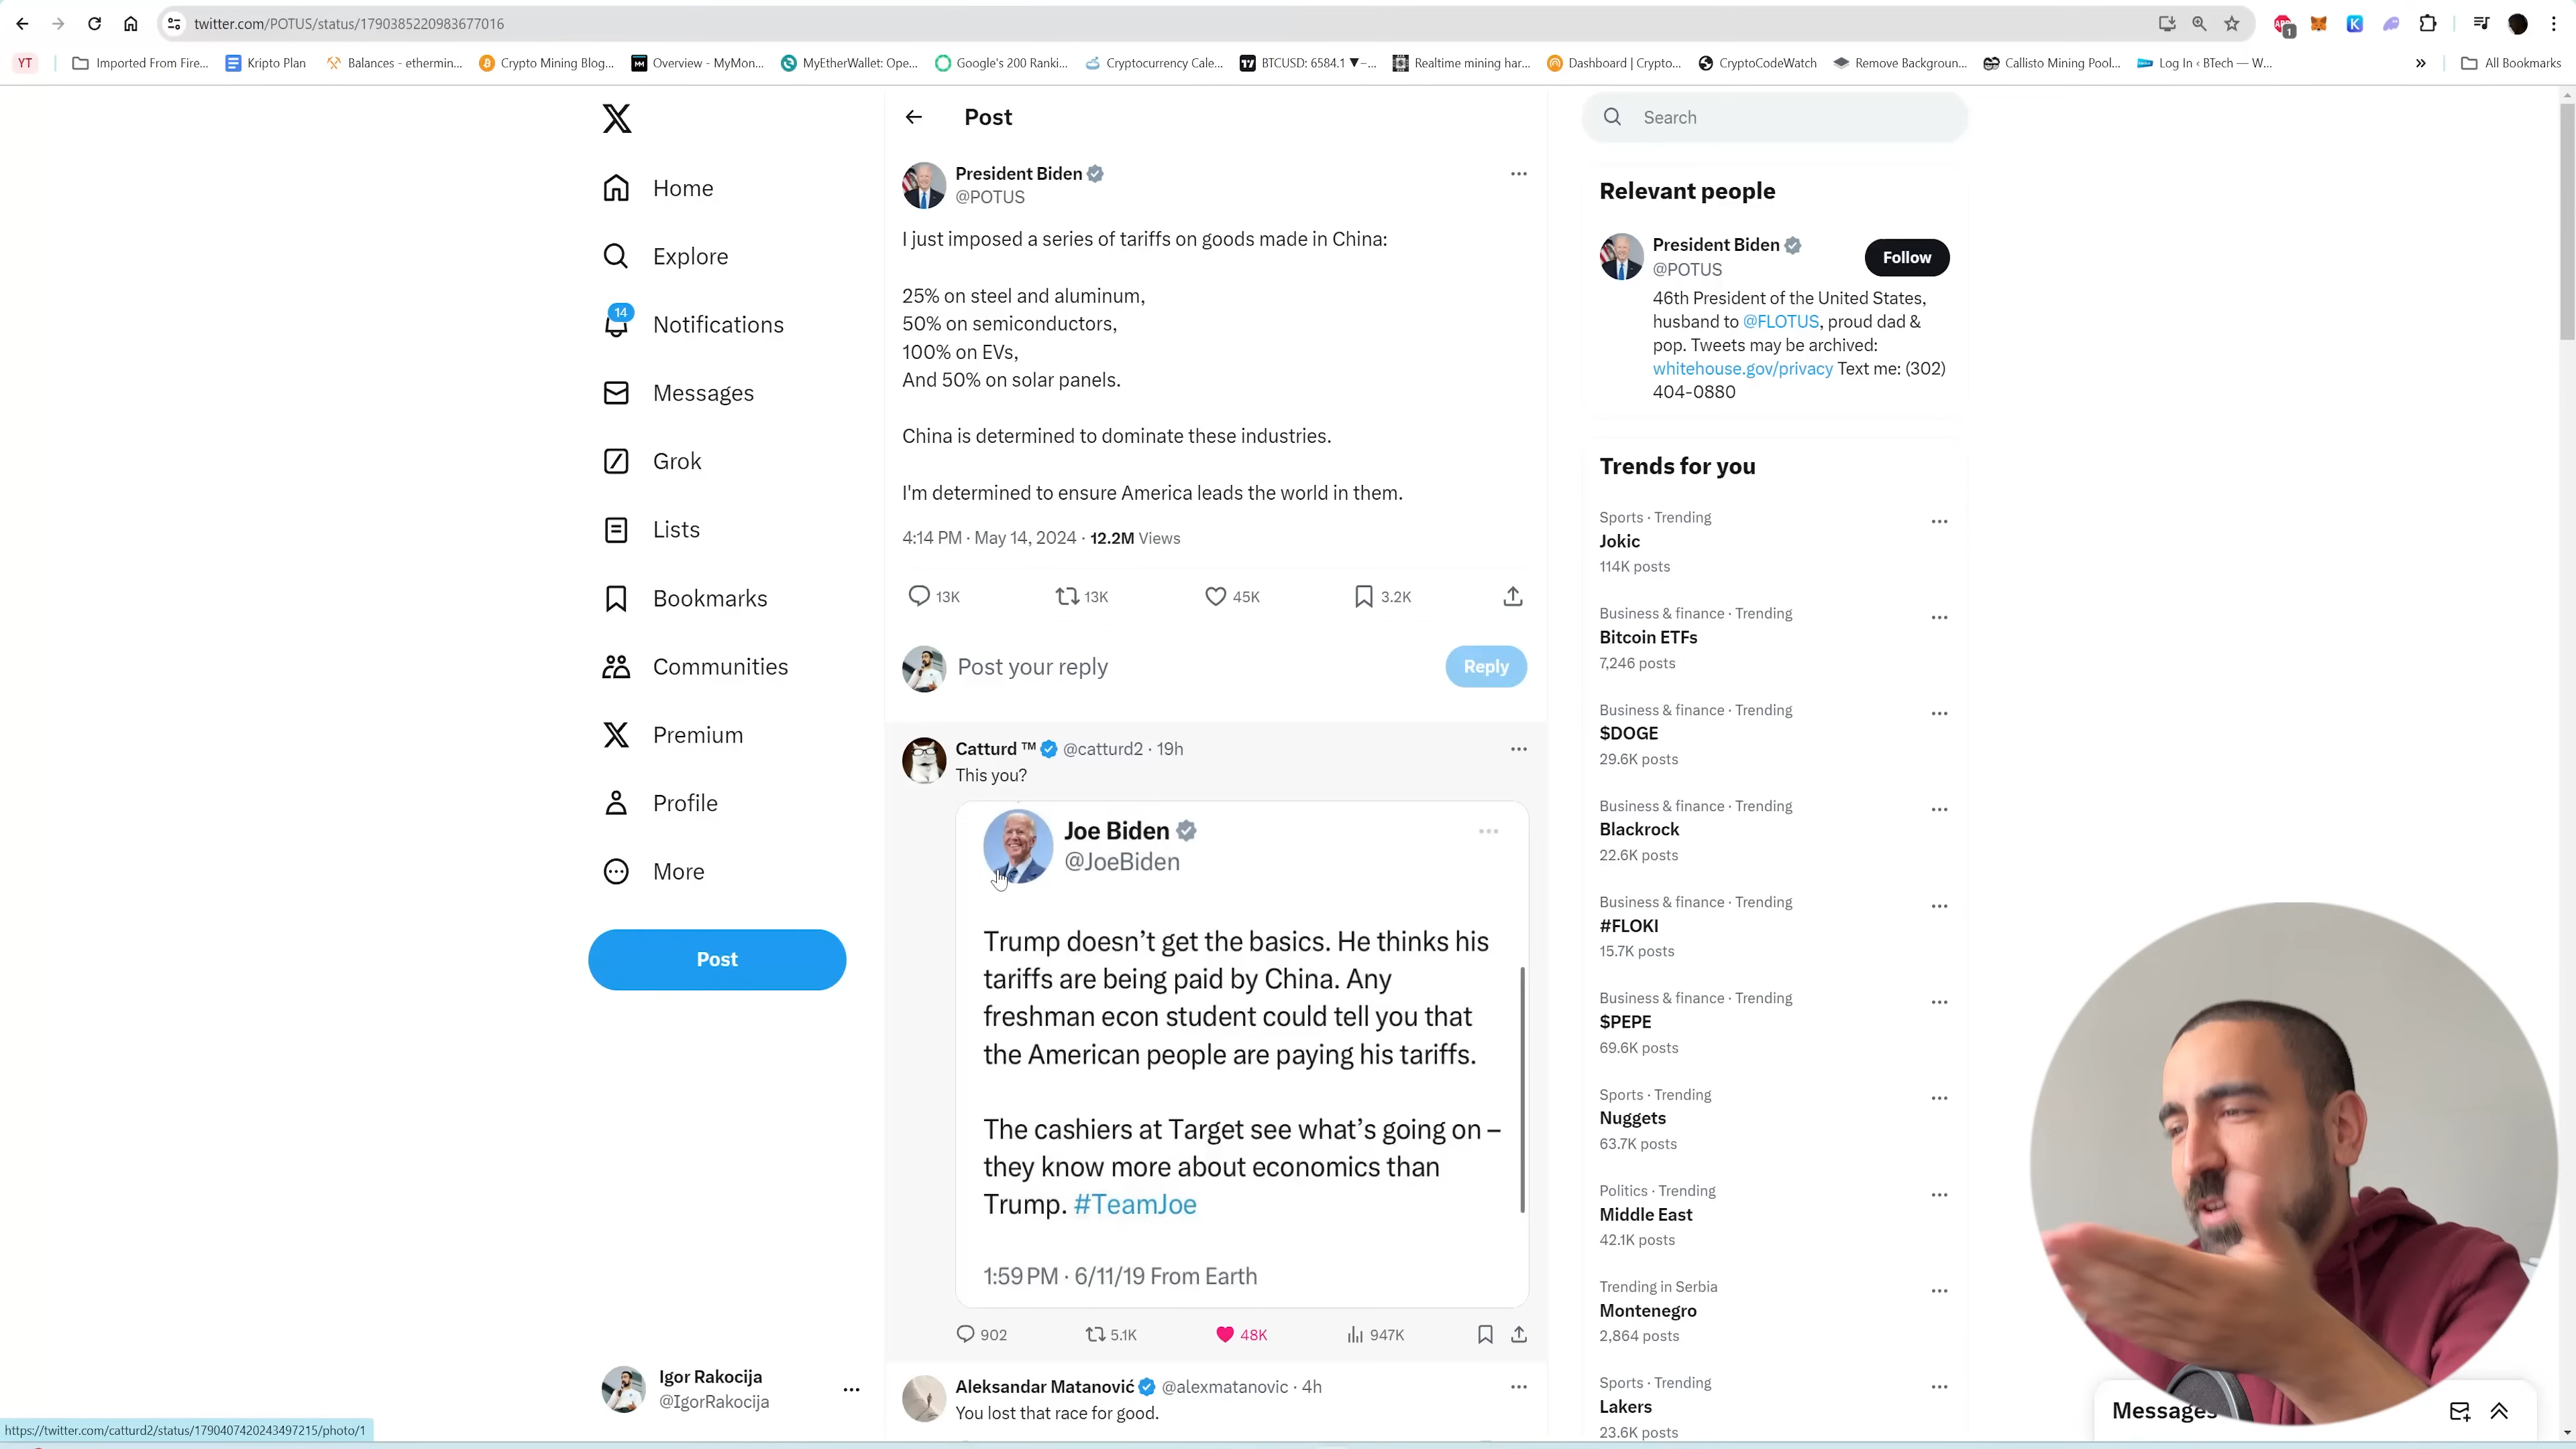 twitter.com/POTUS/status/1790385220983677016
1
YT
Imported From Fire...
Kripto Plan
Balances - ethermin...
Crypto Mining Blog...
Overview - MyMon...
MyEtherWallet: Ope...
Google's 200 Ranki...
Cryptocurrency Cale...
BTCUSD: 6584.1 ▼−...
Realtime mining har...
Dashboard | Crypto...
CryptoCodeWatch
Remove Backgroun...
Callisto Mining Pool...
Log In ‹ BTech — W...
»
All Bookmarks
Home
Explore
14
Notifications
Messages
Grok
Lists
Bookmarks
Communities
Premium
Profile
More
Post
Igor Rakocija
@IgorRakocija
https://twitter.com/catturd2/status/1790407420243497215/photo/1
Post
President Biden
@POTUS
I just imposed a series of tariffs on goods made in China:
25% on steel and aluminum,
50% on semiconductors,
100% on EVs,
And 50% on solar panels.
China is determined to dominate these industries.
I'm determined to ensure America leads the world in them.
4:14 PM · May 14, 2024 · 12.2M Views
13K 13K 45K 3.2K
Post your reply
Reply
Catturd ™ @catturd2 · 19h
This you?
Joe Biden
@JoeBiden
Trump doesn’t get the basics. He thinks his
tariffs are being paid by China. Any
freshman econ student could tell you that
the American people are paying his tariffs.
The cashiers at Target see what’s going on –
they know more about economics than
Trump. #TeamJoe
1:59 PM · 6/11/19 From Earth
902 5.1K 48K 947K
Aleksandar Matanović @alexmatanovic · 4h
You lost that race for good.
Search
Relevant people
President Biden
@POTUS
Follow
46th President of the United States,
husband to @FLOTUS, proud dad &
pop. Tweets may be archived:
whitehouse.gov/privacy Text me: (302)
404-0880
Trends for you
Sports · Trending
Jokic
114K posts
Business & finance · Trending
Bitcoin ETFs
7,246 posts
Business & finance · Trending
$DOGE
29.6K posts
Business & finance · Trending
Blackrock
22.6K posts
Business & finance · Trending
#FLOKI
15.7K posts
Business & finance · Trending
$PEPE
69.6K posts
Sports · Trending
Nuggets
63.7K posts
Politics · Trending
Middle East
42.1K posts
Trending in Serbia
Montenegro
2,864 posts
Sports · Trending
Lakers
23.6K posts
Messages